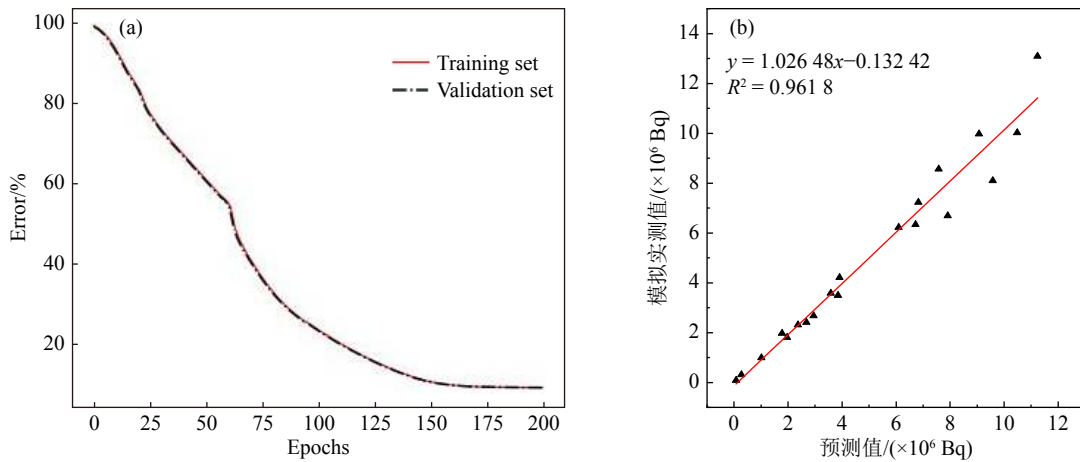 (a)
100
80
60
40
20
Error/%
Training set
Validation set
0 25 50 75 100 125 150 175 200
Epochs
(b)
y = 1.026 48x−0.132 42
R² = 0.961 8
14
12
10
8
6
4
2
0
模拟实测值/(×10⁶ Bq)
0 2 4 6 8 10 12
预测值/(×10⁶ Bq)